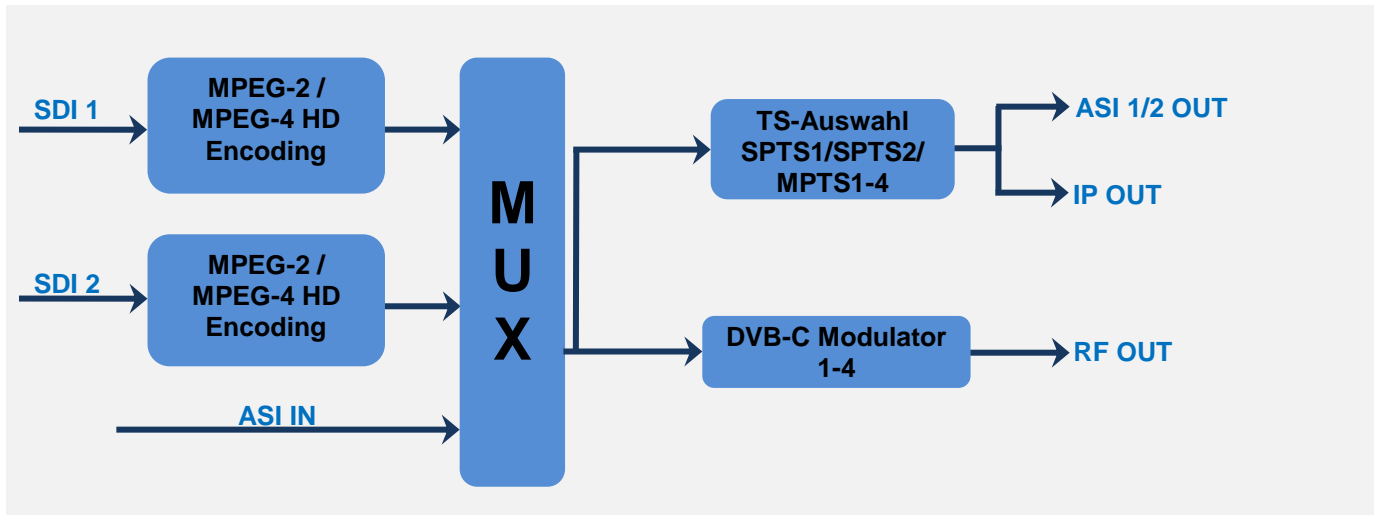 SDI 1
MPEG-2 /
MPEG-4 HD
Encoding
SDI 2
MPEG-2 /
MPEG-4 HD
Encoding
ASI IN
M
U
X
TS-Auswahl
SPTS1/SPTS2/
MPTS1-4
ASI 1/2 OUT
IP OUT
DVB-C Modulator
1-4
RF OUT